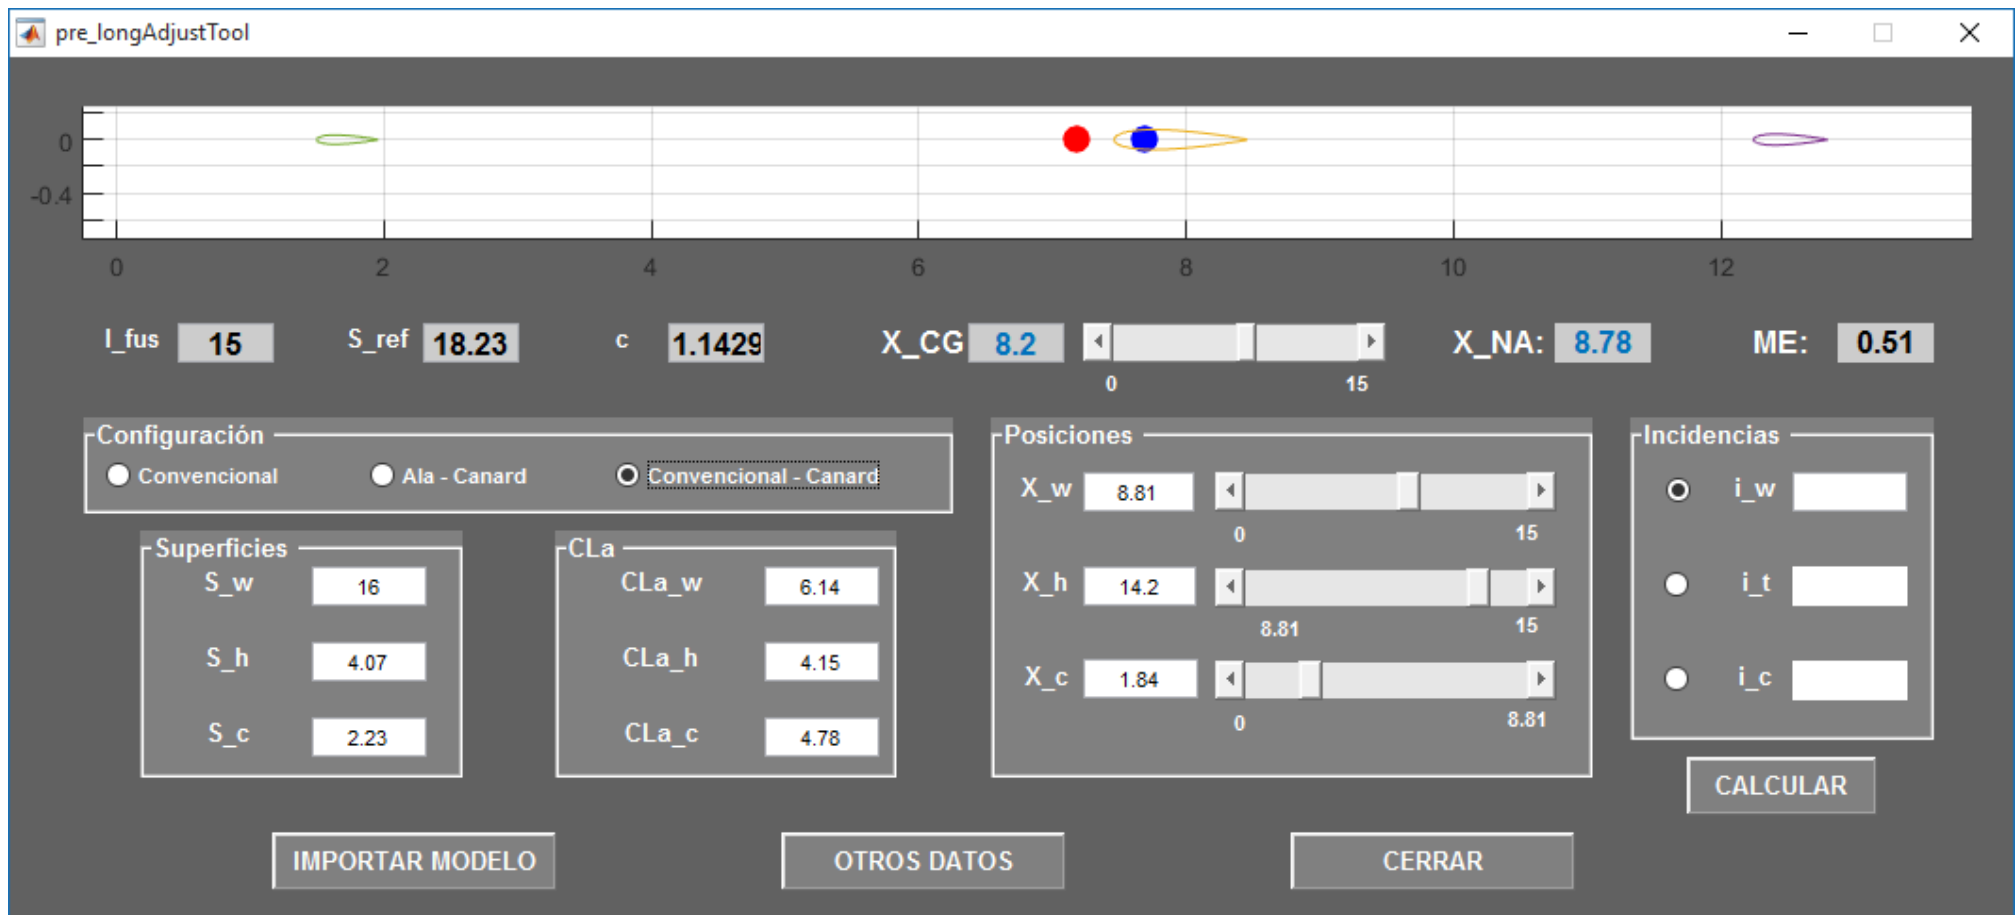 pre_longAdjustTool
0
-0.4
0 2 4 6 8 10 12
l_fus 15 S_ref 18.23 c 1.1429 X_CG 8.2 X_NA: 8.78 ME: 0.51
0 15
Configuración
Convencional Ala - Canard Convencional - Canard
Superficies
S_w 16
S_h 4.07
S_c 2.23
CLa
CLa_w 6.14
CLa_h 4.15
CLa_c 4.78
Posiciones
X_w 8.81
0 15
X_h 14.2
8.81 15
X_c 1.84
0 8.81
Incidencias
i_w
i_t
i_c
CALCULAR
IMPORTAR MODELO OTROS DATOS CERRAR